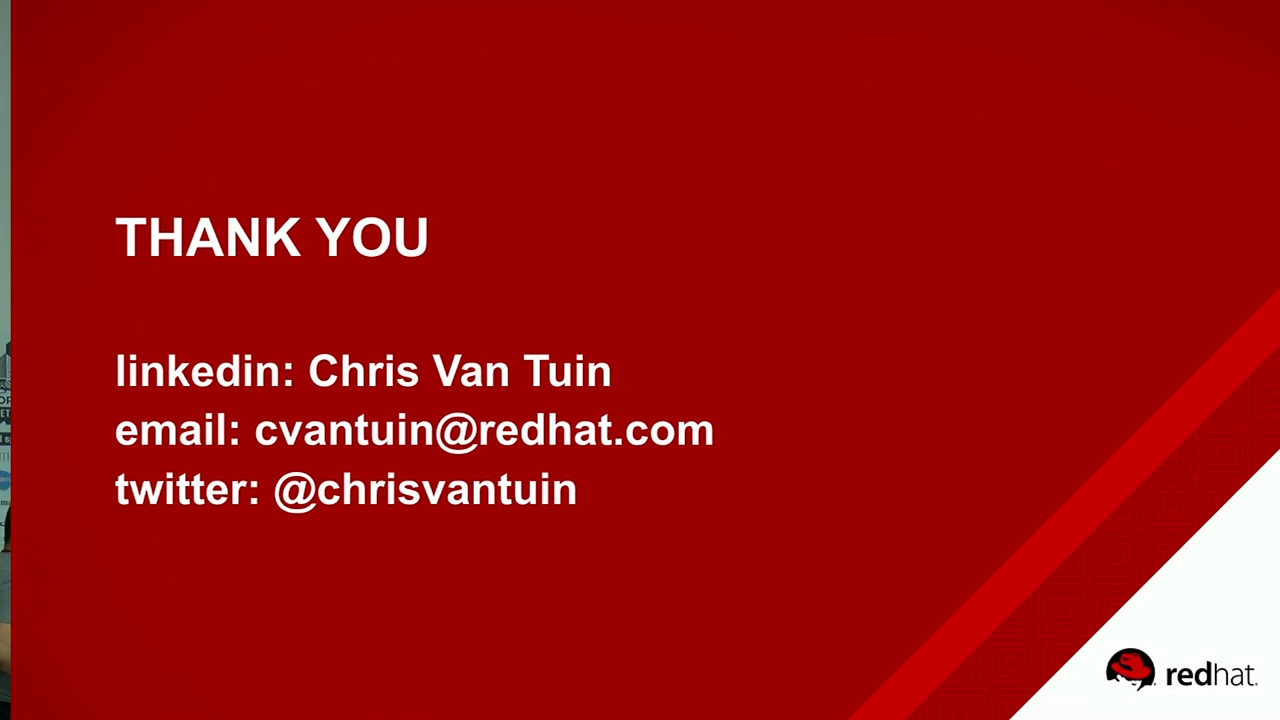 THANK YOU
linkedin: Chris Van Tuin
email: cvantuin@redhat.com
twitter: @chrisvantuin
redhat.